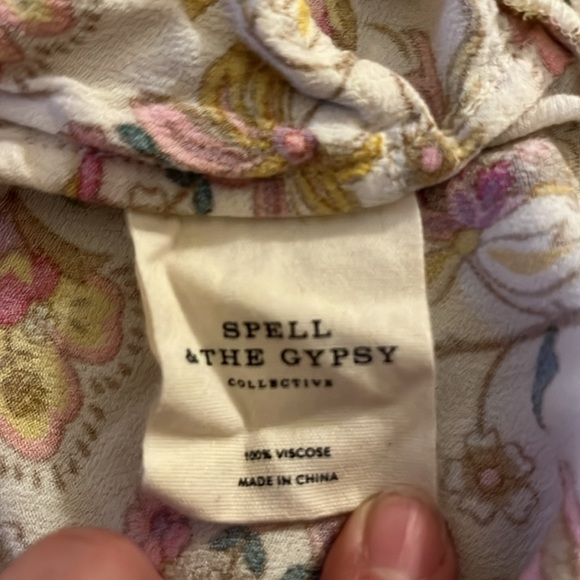 SPELL
&THE GYPSY
COLLECTIVE
100% VISCOSE
MADE IN CHINA